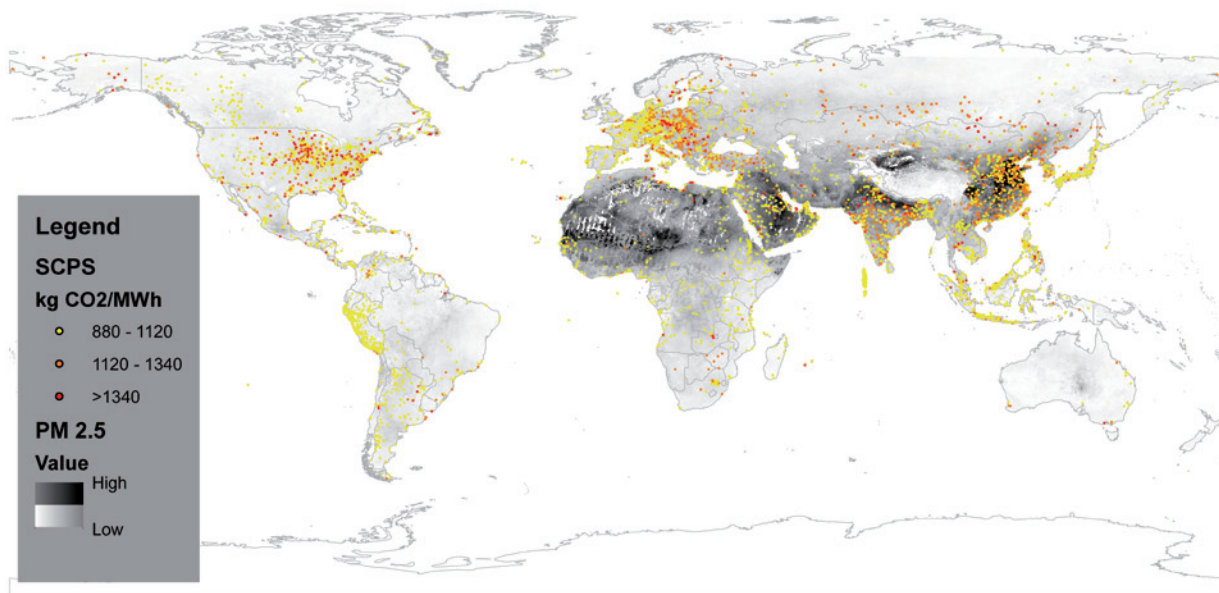 Legend
SCPS
kg CO2/MWh
880 - 1120
1120 - 1340
>1340
PM 2.5
Value
High
Low